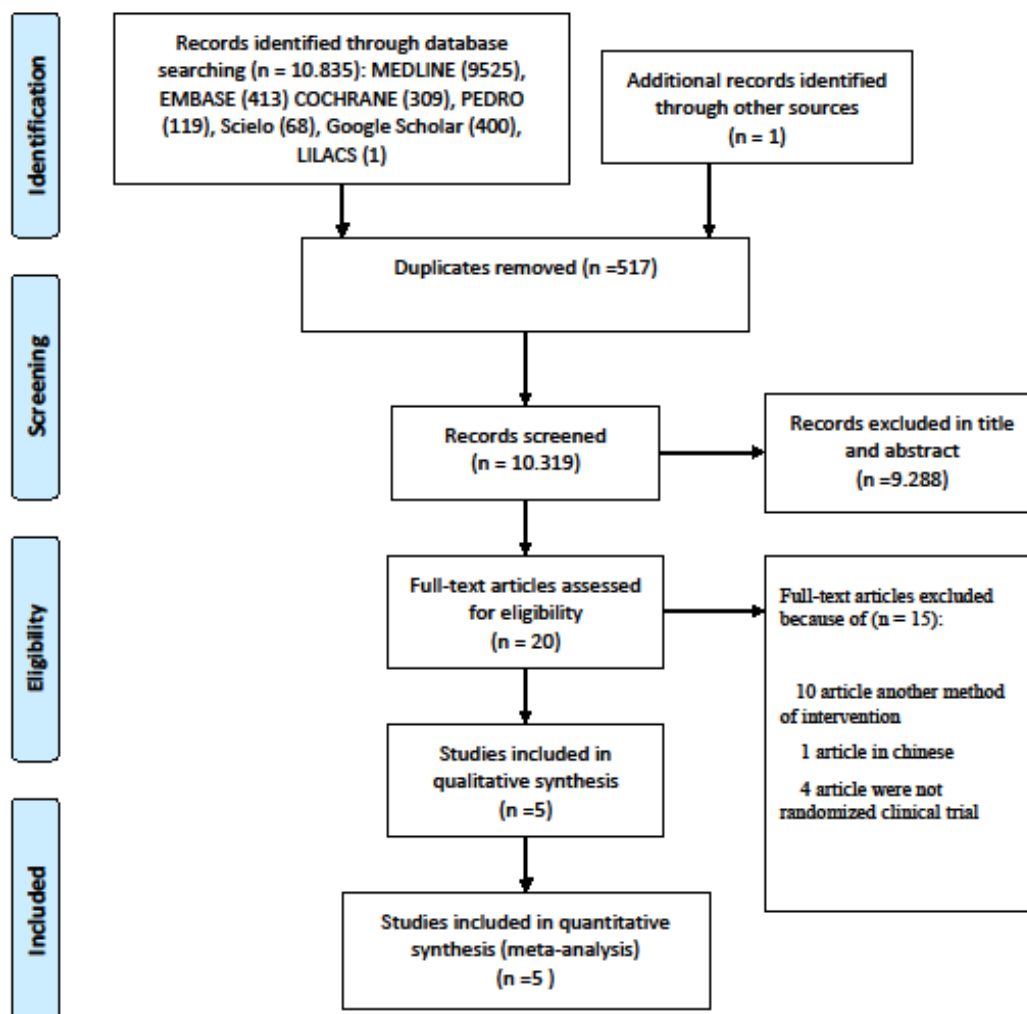 Identification
Records identified through database
searching (n = 10.835): MEDLINE (9525),
EMBASE (413) COCHRANE (309), PEDRO
(119), Scielo (68), Google Scholar (400),
LILACS (1)
Additional records identified
through other sources
(n = 1)
Duplicates removed (n =517)
Screening
Records screened
(n = 10.319)
Records excluded in title
and abstract
(n =9.288)
Eligibility
Full-text articles assessed
for eligibility
(n = 20)
Full-text articles excluded
because of (n = 15):
10 article another method
of intervention
1 article in chinese
4 article were not
randomized clinical trial
Studies included in
qualitative synthesis
(n =5)
Included
Studies included in quantitative
synthesis (meta-analysis)
(n =5 )